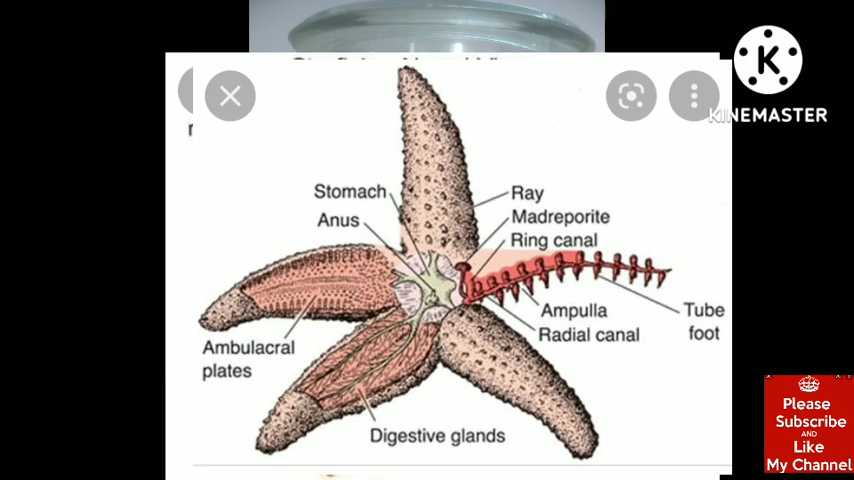 KINEMASTER
Stomach
Anus
Ray
Madreporite
Ring canal
Ampulla
Radial canal
Tube
foot
Ambulacral
plates
Digestive glands
Please
Subscribe
AND
Like
My Channel